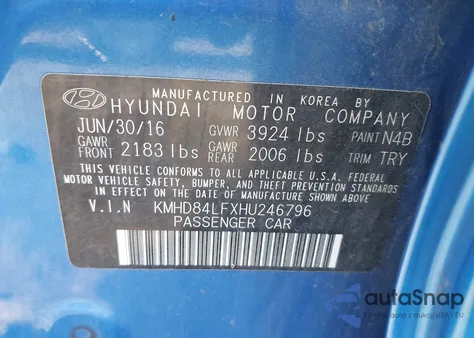 MANUFACTURED IN KOREA BY
HYUNDAI MOTOR COMPANY
JUN/30/16 GVWR 3924 lbs PAINT N4B
GAWR FRONT 2183 lbs GAWR REAR 2006 lbs TRIM TRY
THIS VEHICLE CONFORMS TO ALL APPLICABLE U.S.A. FEDERAL
MOTOR VEHICLE SAFETY, BUMPER, AND THEFT PREVENTION STANDARDS
IN EFFECT ON THE DATE OF MANUFACTURE SHOWN ABOVE.
V.I.N KMHD84LFXHU246796
PASSENGER CAR
autoSnap